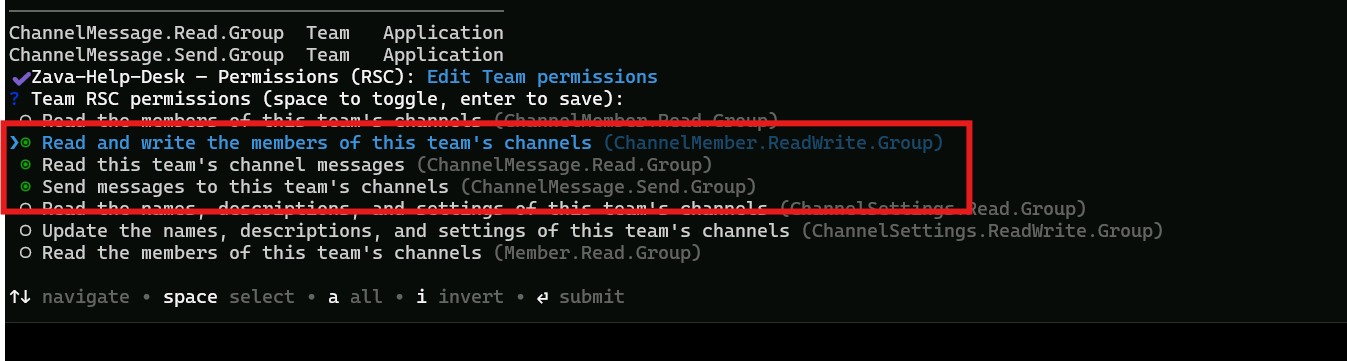 ChannelMessage.Read.Group Team Application
ChannelMessage.Send.Group Team Application
✔Zava-Help-Desk – Permissions (RSC): Edit Team permissions
? Team RSC permissions (space to toggle, enter to save):
○ Read the members of this team's channels (ChannelMember.Read.Group)
❯◉ Read and write the members of this team's channels (ChannelMember.ReadWrite.Group)
◉ Read this team's channel messages (ChannelMessage.Read.Group)
◉ Send messages to this team's channels (ChannelMessage.Send.Group)
○ Read the names, descriptions, and settings of this team's channels (ChannelSettings.Read.Group)
○ Update the names, descriptions, and settings of this team's channels (ChannelSettings.ReadWrite.Group)
○ Read the members of this team's channels (Member.Read.Group)
↑↓ navigate • space select • a all • i invert • ⏎ submit